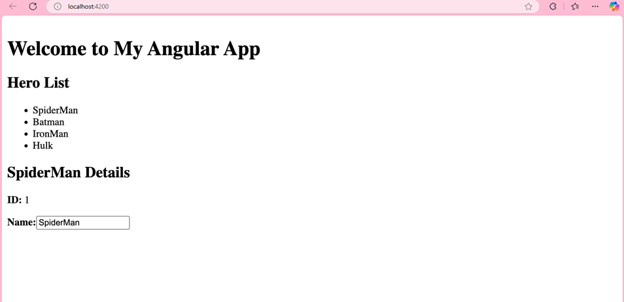 localhost:4200
Welcome to My Angular App
Hero List
SpiderMan
Batman
IronMan
Hulk
SpiderMan Details
ID: 1
Name: SpiderMan